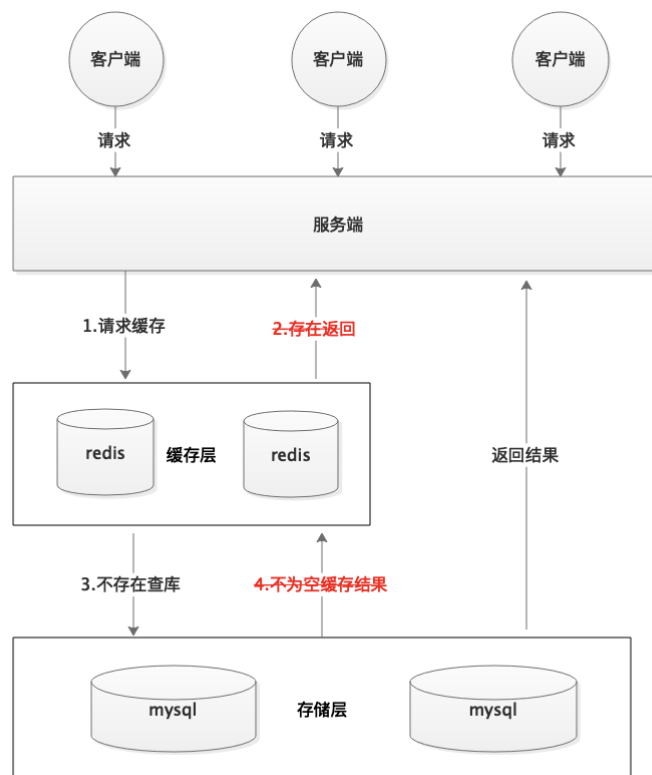 客户端 客户端 客户端
请求 请求 请求
服务端
1.请求缓存 2.存在返回
redis 缓存层 redis
返回结果
3.不存在查库 4.不为空缓存结果
mysql 存储层 mysql